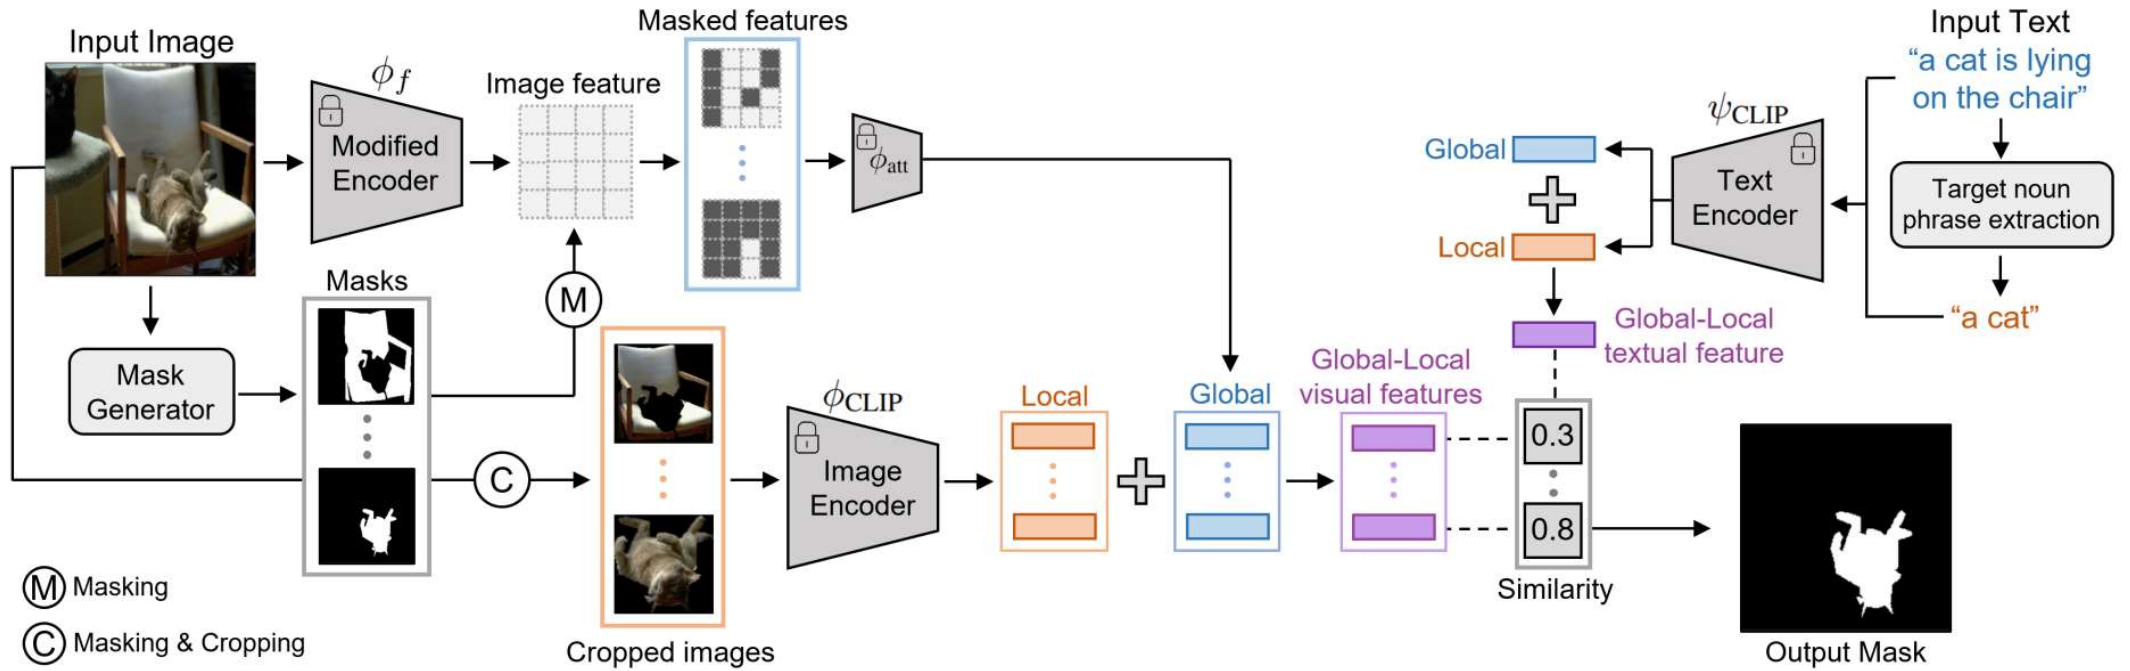 Input Image
ϕf
Modified
Encoder
Image feature
Masked features
ϕatt
Masks
Mask
Generator
M
C
Cropped images
ϕCLIP
Image
Encoder
Local
Global
Global-Local
visual features
Input Text
“a cat is lying
on the chair”
Target noun
phrase extraction
“a cat”
ψCLIP
Text
Encoder
Global
Local
Global-Local
textual feature
0.3
0.8
Similarity
Output Mask
M Masking
C Masking & Cropping